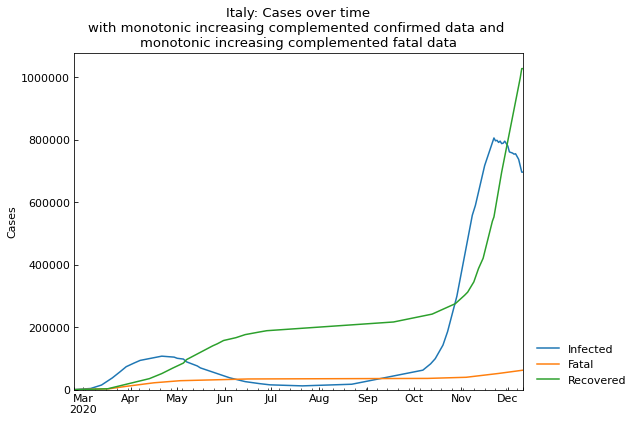 Italy: Cases over time
with monotonic increasing complemented confirmed data and
monotonic increasing complemented fatal data
1000000
800000
600000
400000
200000
0
Cases
Mar Apr May Jun Jul Aug Sep Oct Nov Dec
2020
Infected
Fatal
Recovered